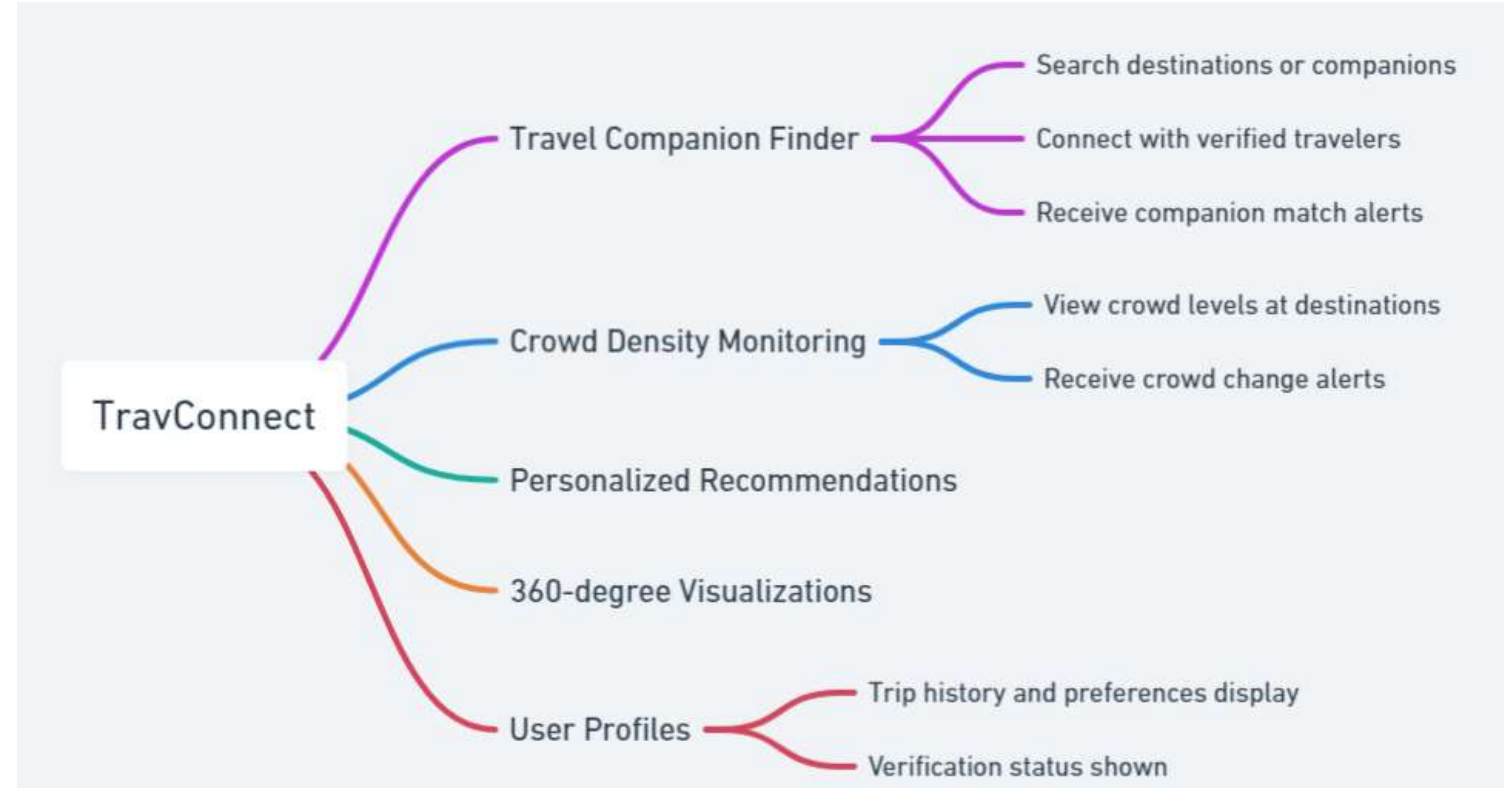 TravConnect
Travel Companion Finder
Search destinations or companions
Connect with verified travelers
Receive companion match alerts
Crowd Density Monitoring
View crowd levels at destinations
Receive crowd change alerts
Personalized Recommendations
360-degree Visualizations
User Profiles
Trip history and preferences display
Verification status shown